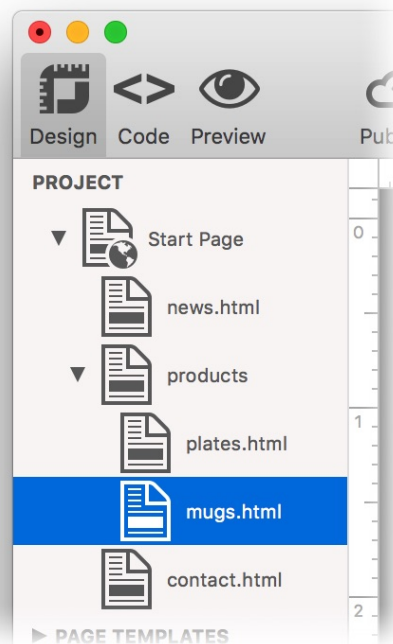 Design Code Preview Pub
PROJECT
Start Page
news.html
products
plates.html
mugs.html
contact.html
PAGE TEMPLATES
0
1
2